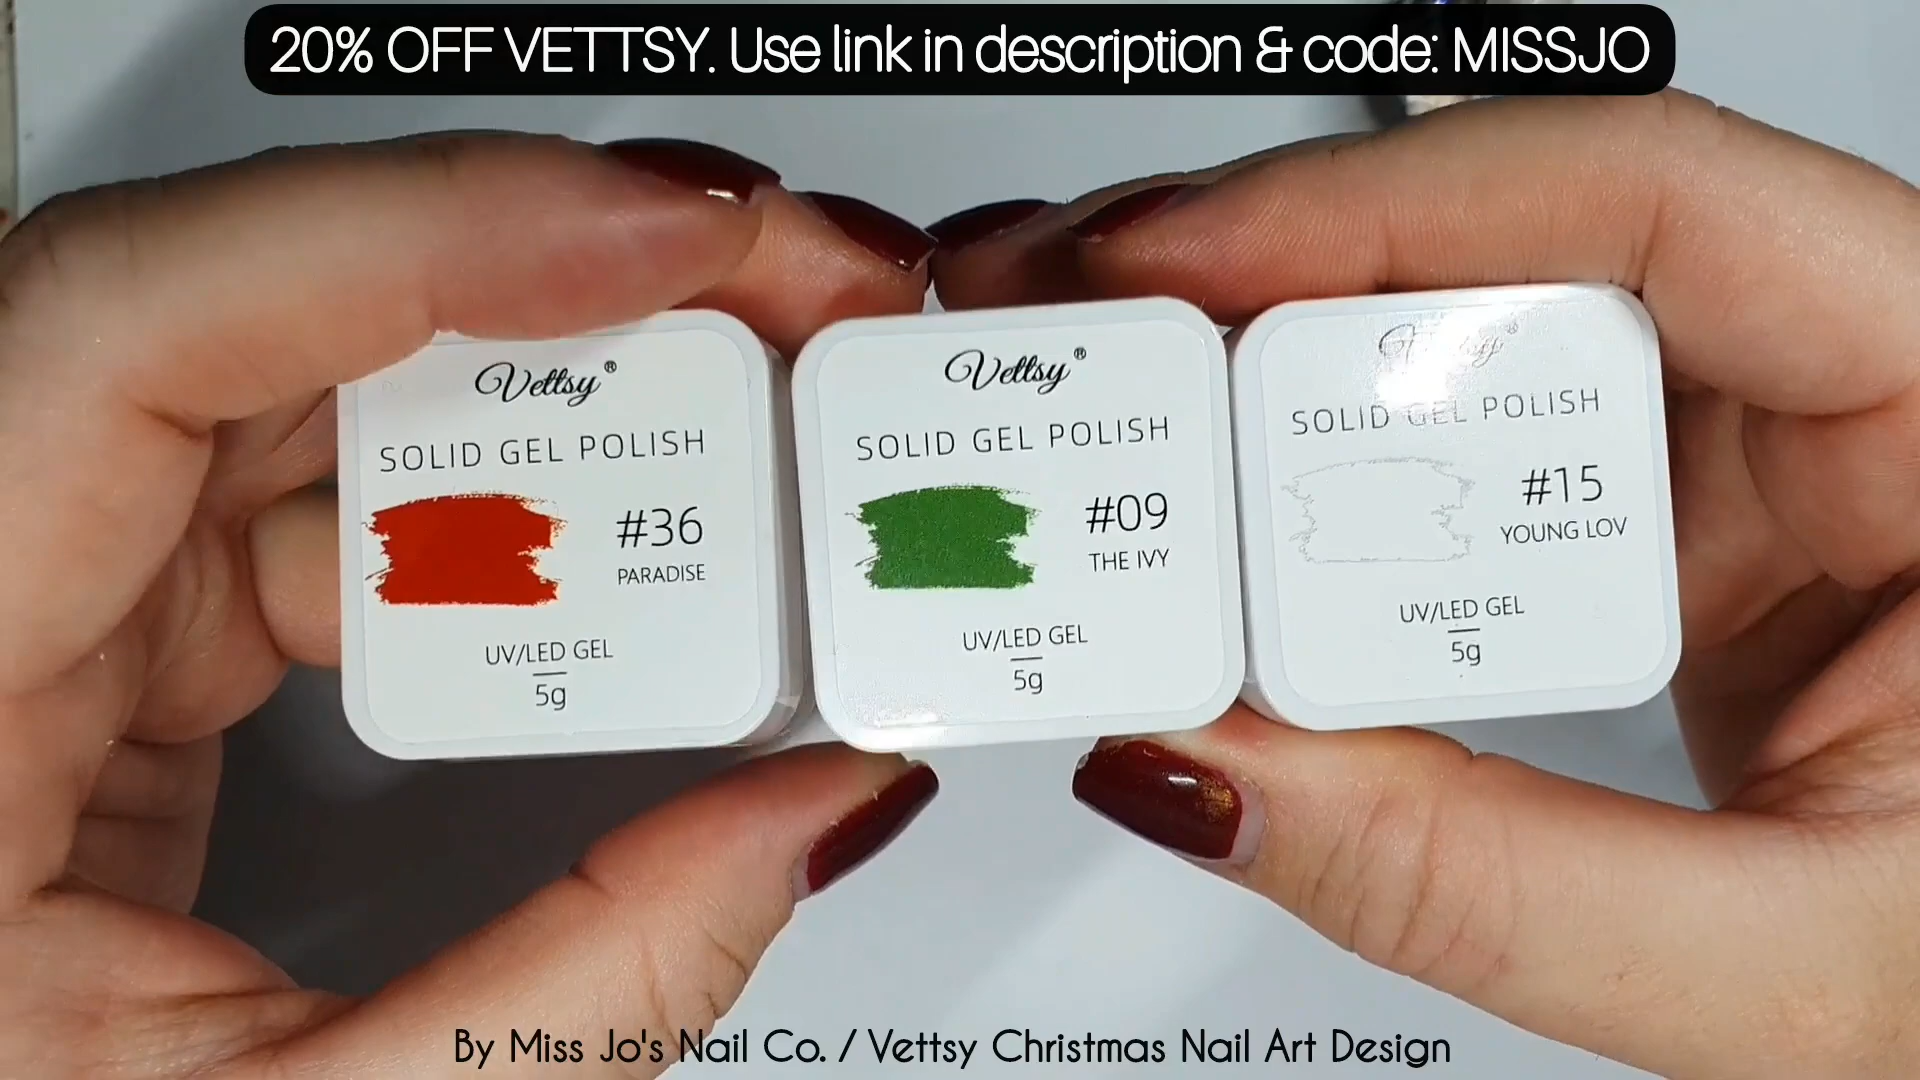 20% OFF VETTSY. Use link in description & code: MISSJO
Vettsy®
SOLID GEL POLISH
#36
PARADISE
UV/LED GEL
5g
Vettsy®
SOLID GEL POLISH
#09
THE IVY
UV/LED GEL
5g
Vettsy®
SOLID GEL POLISH
#15
YOUNG LOV
UV/LED GEL
5g
By Miss Jo's Nail Co. / Vettsy Christmas Nail Art Design